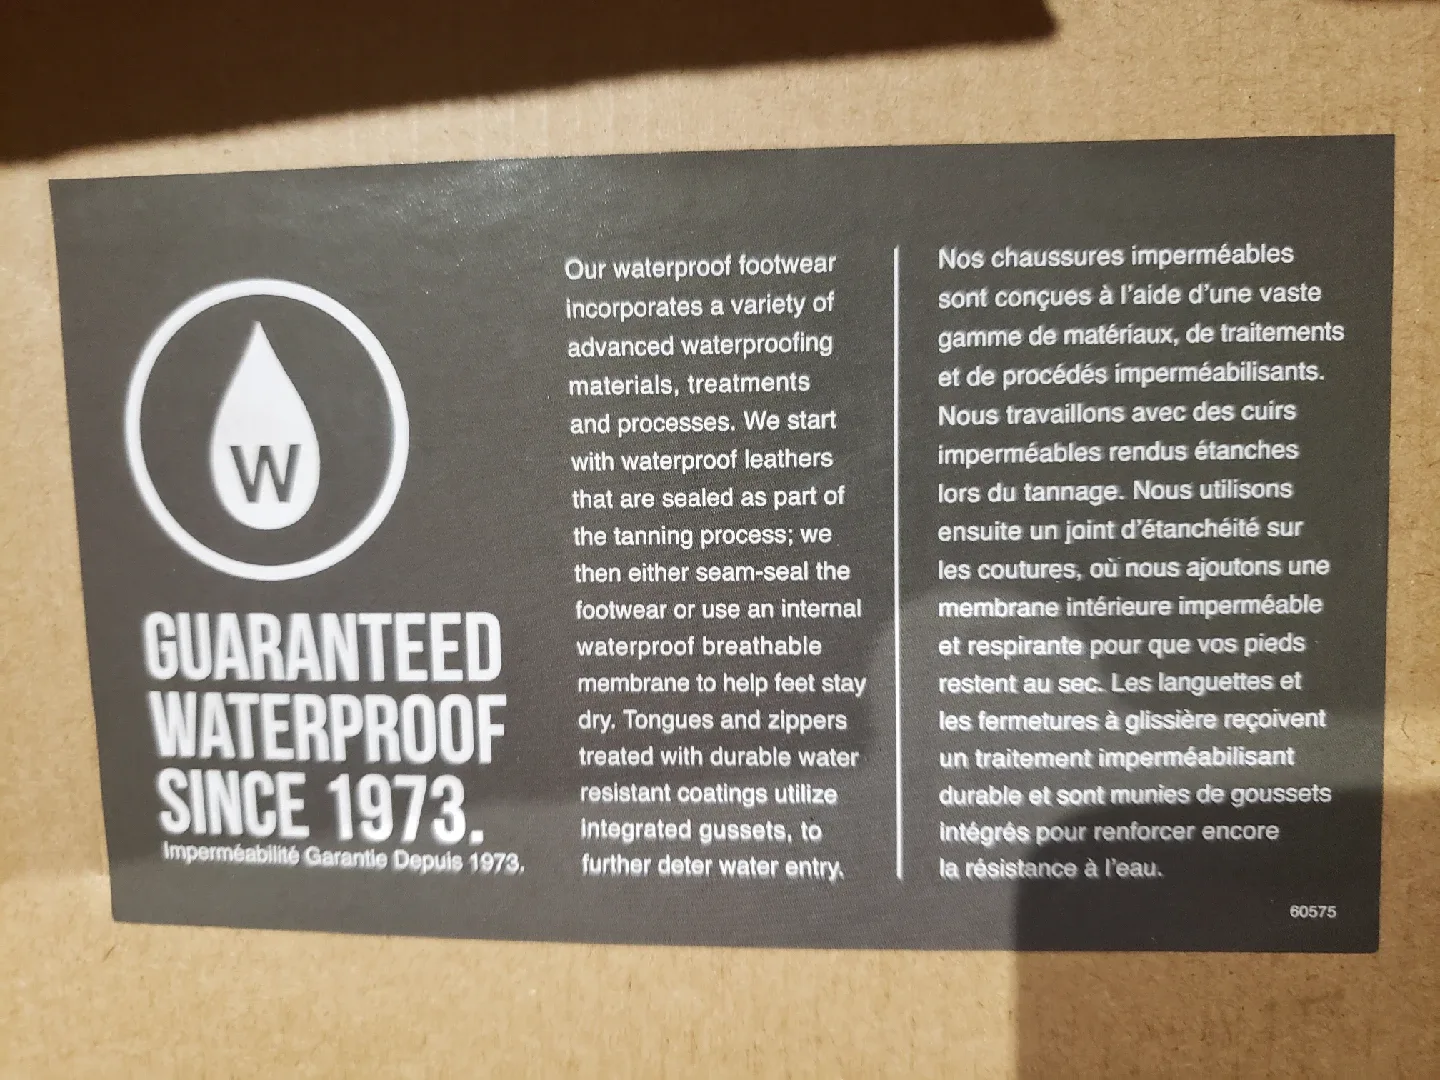 W
GUARANTEED
WATERPROOF
SINCE 1973.
Imperméabilité Garantie Depuis 1973.
Our waterproof footwear
incorporates a variety of
advanced waterproofing
materials, treatments
and processes. We start
with waterproof leathers
that are sealed as part of
the tanning process; we
then either seam-seal the
footwear or use an internal
waterproof breathable
membrane to help feet stay
dry. Tongues and zippers
treated with durable water
resistant coatings utilize
integrated gussets, to
further deter water entry.
Nos chaussures imperméables
sont conçues à l'aide d'une vaste
gamme de matériaux, de traitements
et de procédés imperméabilisants.
Nous travaillons avec des cuirs
imperméables rendus étanches
lors du tannage. Nous utilisons
ensuite un joint d'étanchéité sur
les coutures, où nous ajoutons une
membrane intérieure imperméable
et respirante pour que vos pieds
restent au sec. Les languettes et
les fermetures à glissière reçoivent
un traitement imperméabilisant
durable et sont munies de goussets
intégrés pour renforcer encore
la résistance à l'eau.
60575